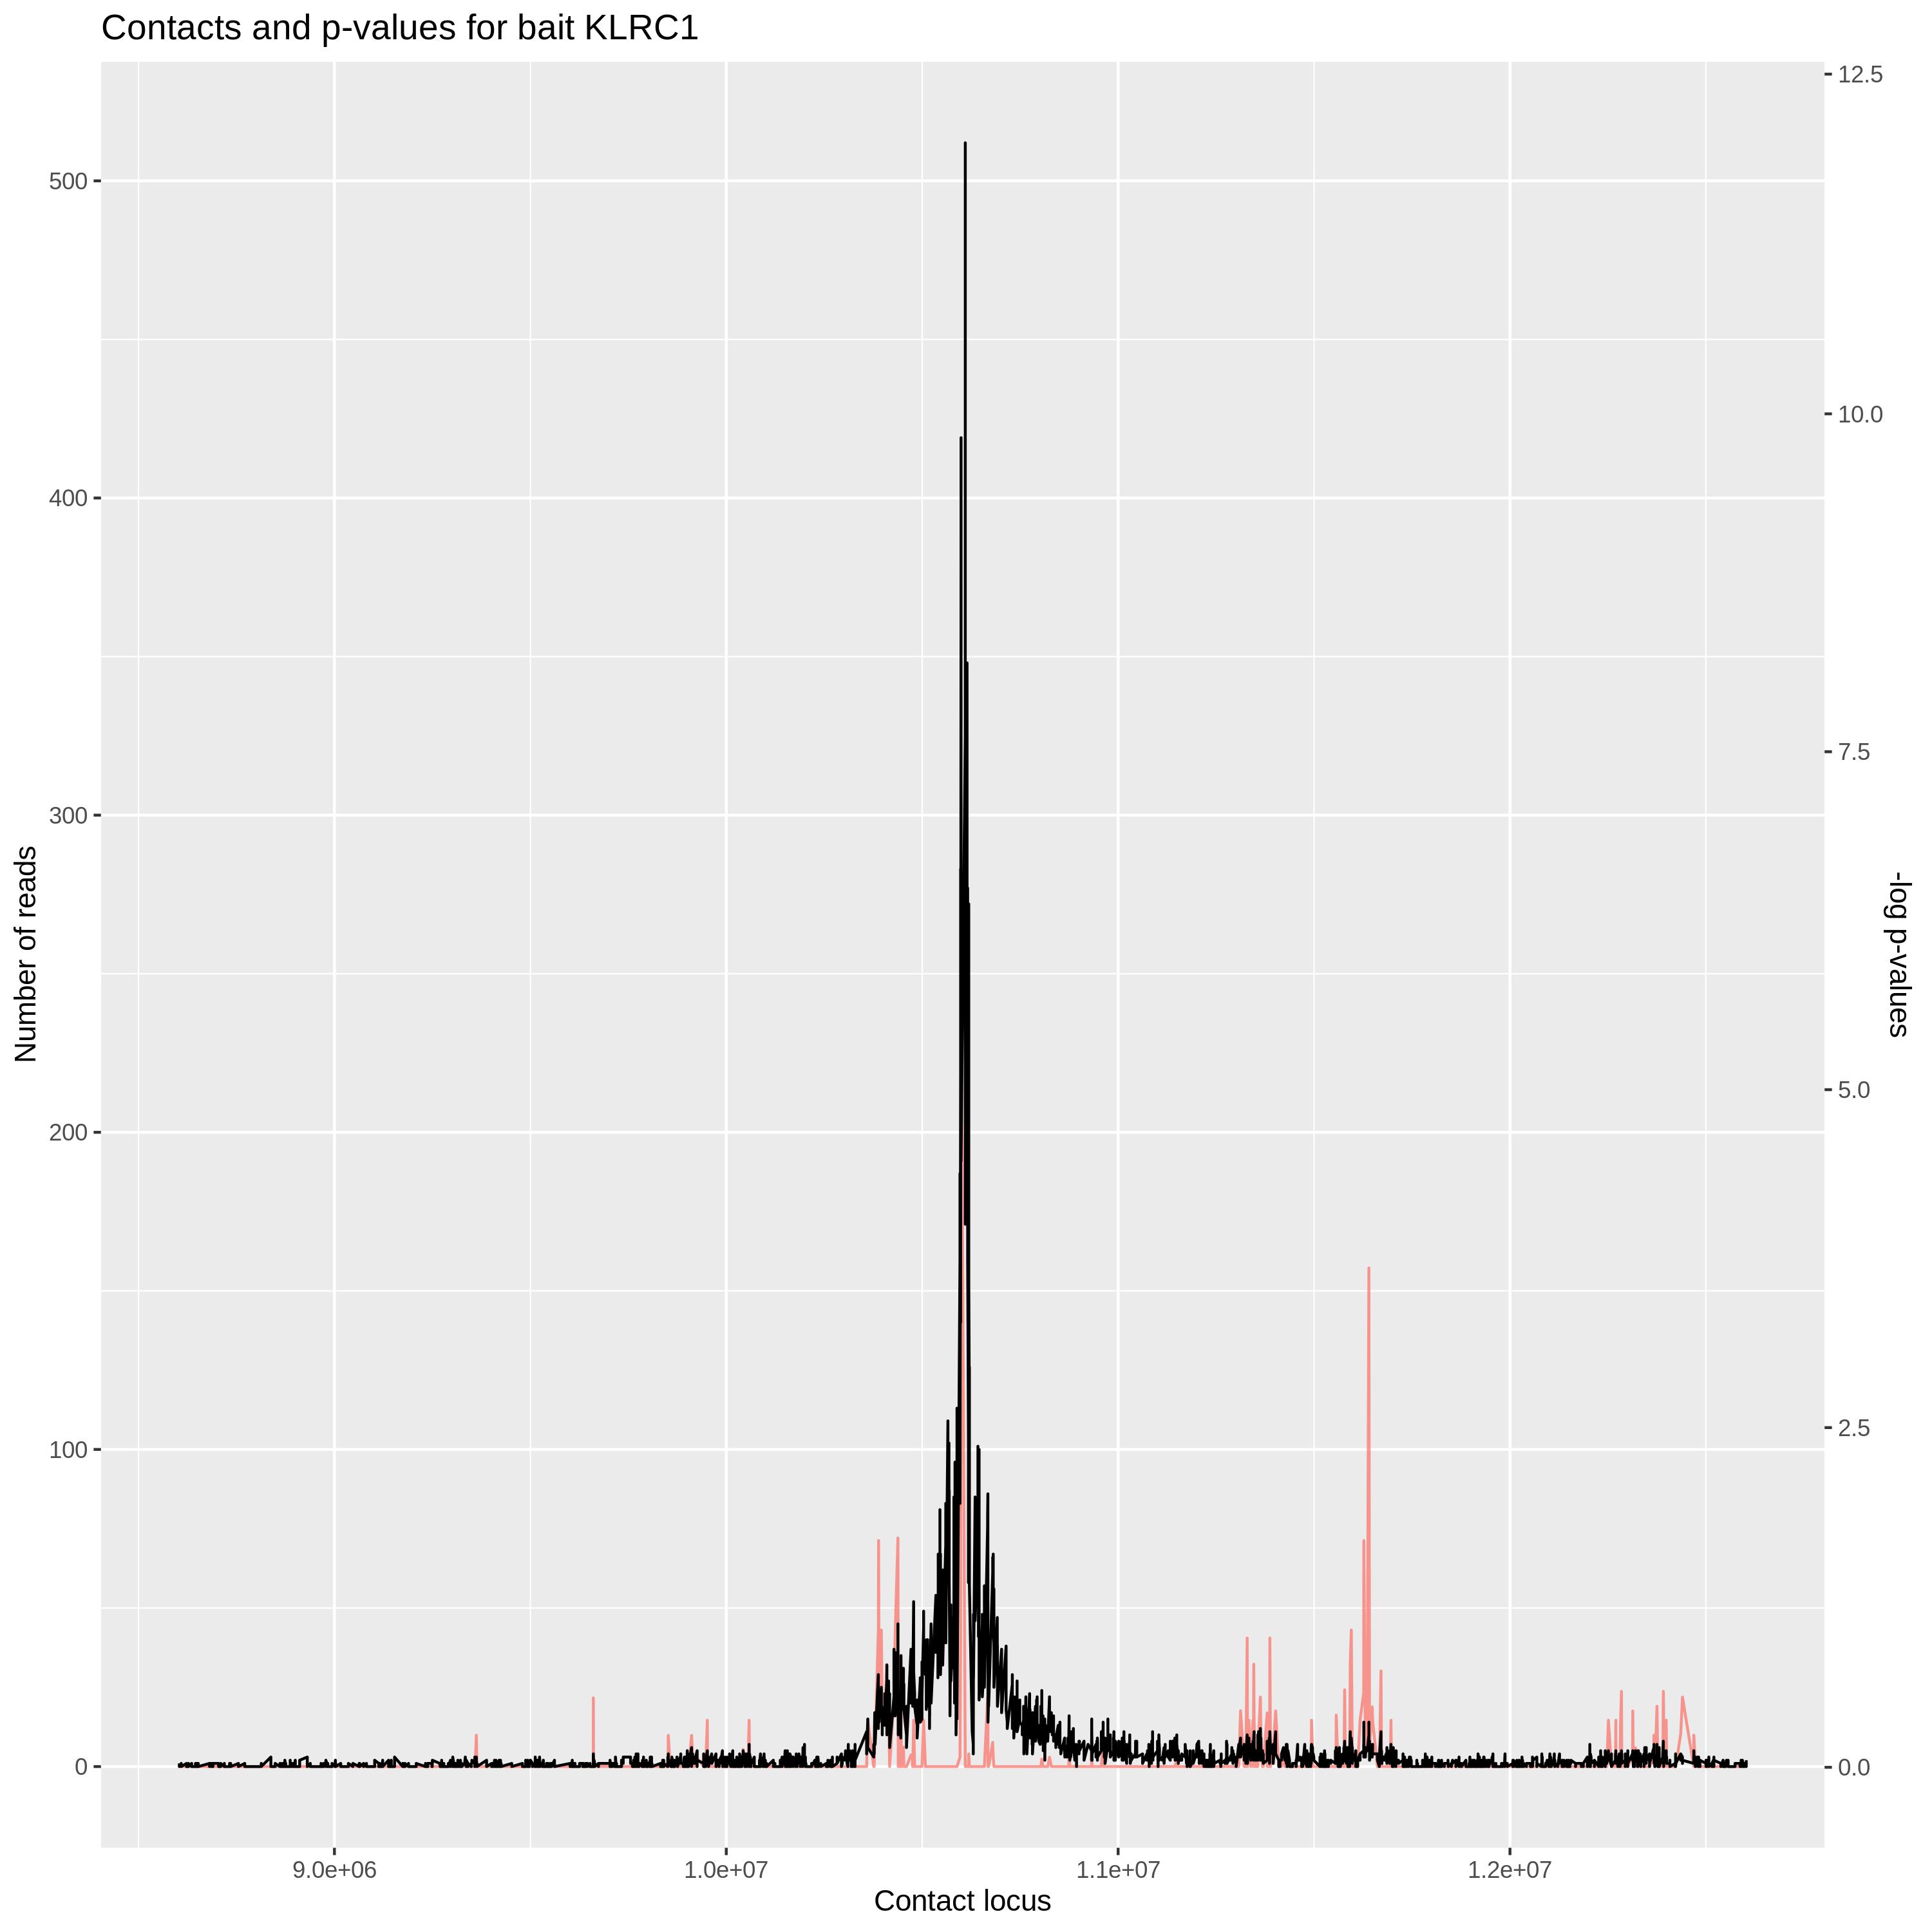 Contacts and p-values for bait KLRC1
12.5
500
10.0
400
7.5
300
Number of reads
-log p-values
5.0
200
2.5
100
0
0.0
9.0e+06
1.0e+07
1.1e+07
1.2e+07
Contact locus